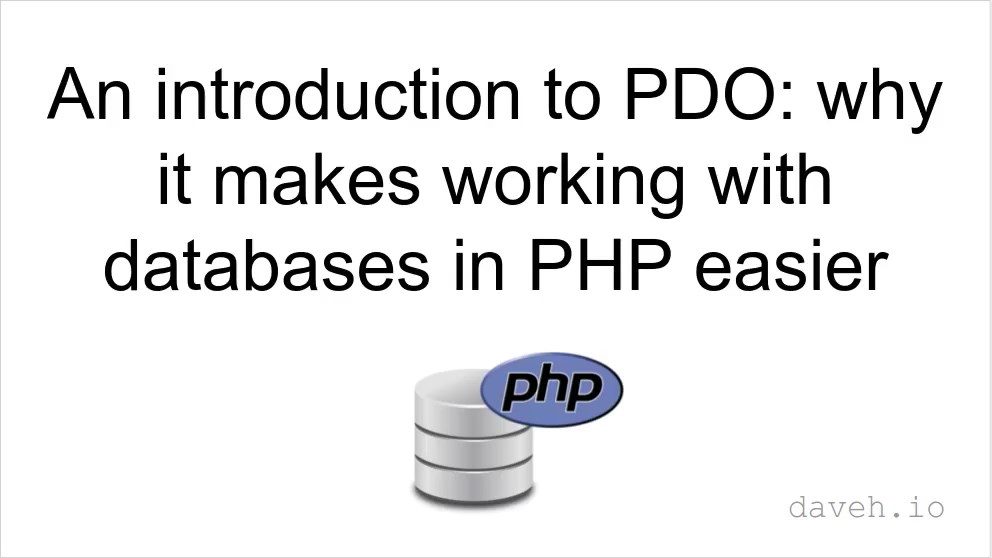 An introduction to PDO: why
it makes working with
databases in PHP easier
php
daveh.io